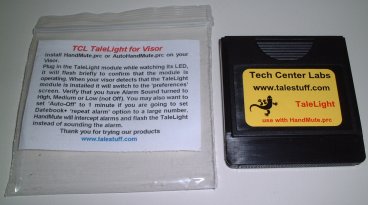 TCL TaleLight for Visor
Install HandMute.prc or AutoHandMute.prc on your
Visor.
Plug in the TaleLight module while watching its LED,
it will flash briefly to confirm that the module is
operating. When your visor detects that the TaleLight
module is installed it will switch to the 'preferences'
screen. Verify that you have Alarm Sound turned to
High, Medium or Low (not Off). You may also want to
set 'Auto-Off' to 1 minute if you are going to set
Datebook+ 'repeat alarm' option to a large number.
HandMute will intercept alarms and flash the TaleLight
instead of sounding the alarm.
Thank you for trying our products
www.talestuff.com
Tech Center Labs
www.talestuff.com
TaleLight
use with HandMute.prc